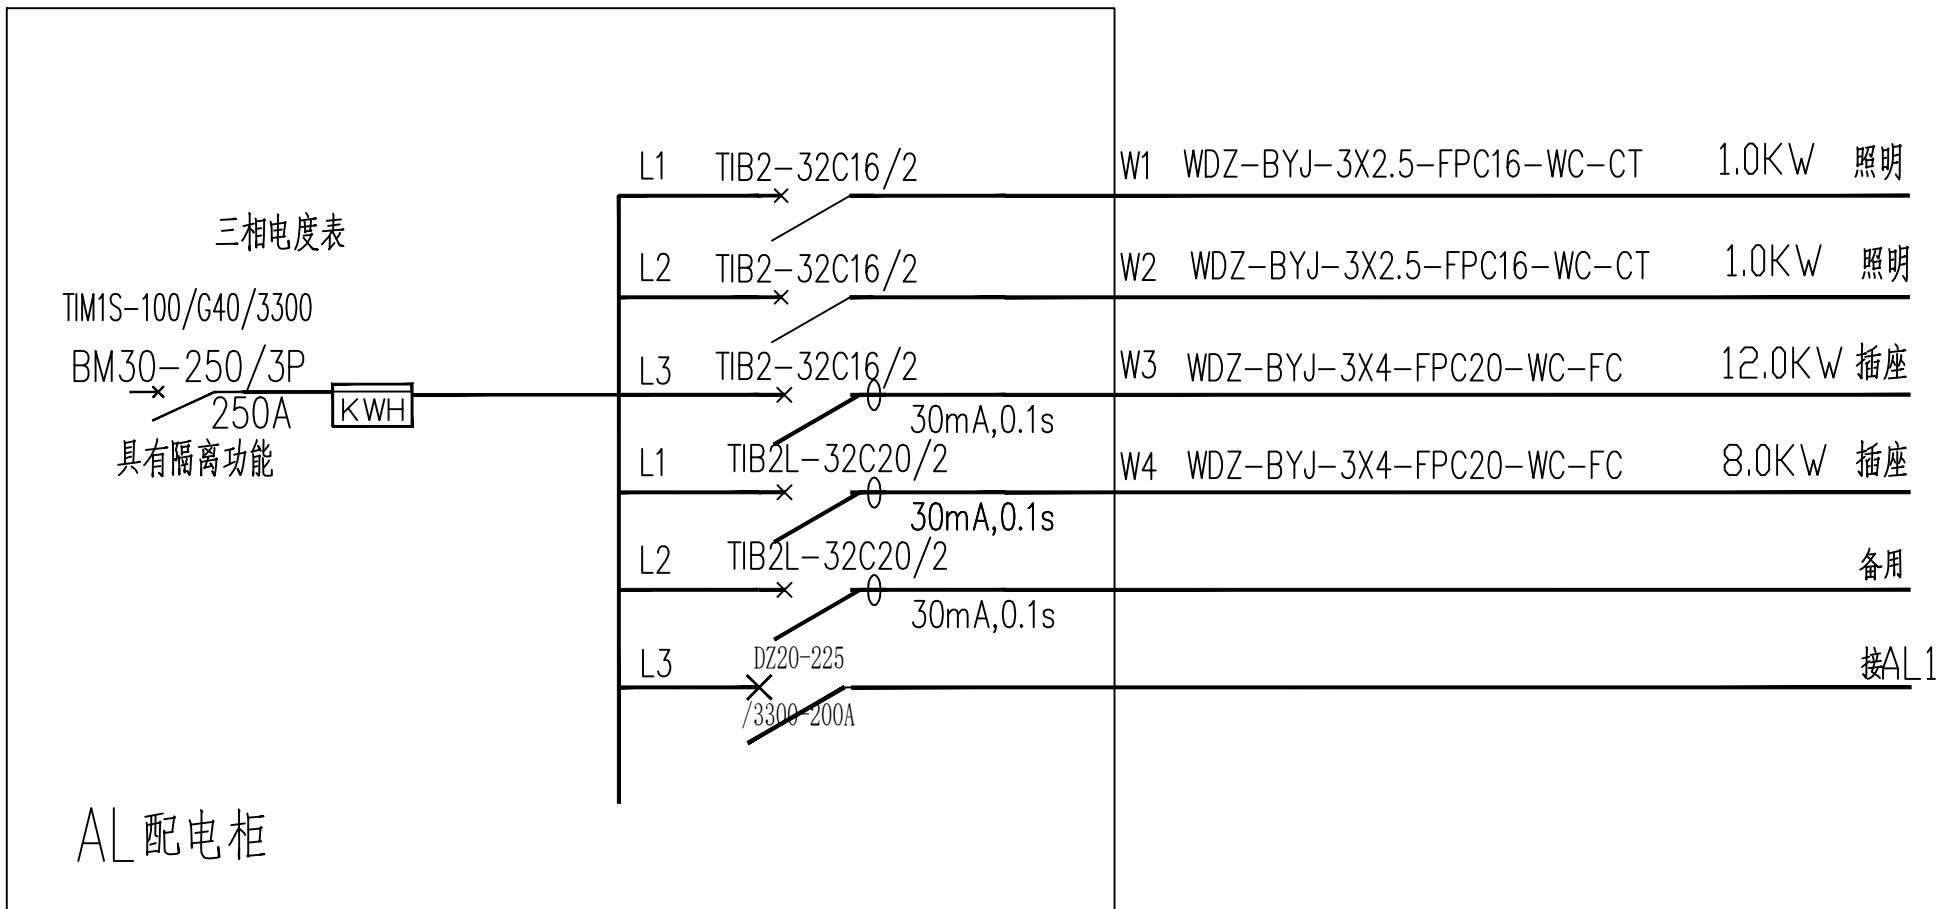 三相电度表
TIM1S-100/G40/3300
BM30-250/3P
250A
KWH
具有隔离功能
L1 TIB2-32C16/2 W1 WDZ-BYJ-3X2.5-FPC16-WC-CT 1.0KW 照明
L2 TIB2-32C16/2 W2 WDZ-BYJ-3X2.5-FPC16-WC-CT 1.0KW 照明
L3 TIB2-32C16/2 W3 WDZ-BYJ-3X4-FPC20-WC-FC 12.0KW 插座
30mA,0.1s
L1 TIB2L-32C20/2 W4 WDZ-BYJ-3X4-FPC20-WC-FC 8.0KW 插座
30mA,0.1s
L2 TIB2L-32C20/2 备用
30mA,0.1s
L3 DZ20-225 接AL1
/3300-200A
AL配电柜